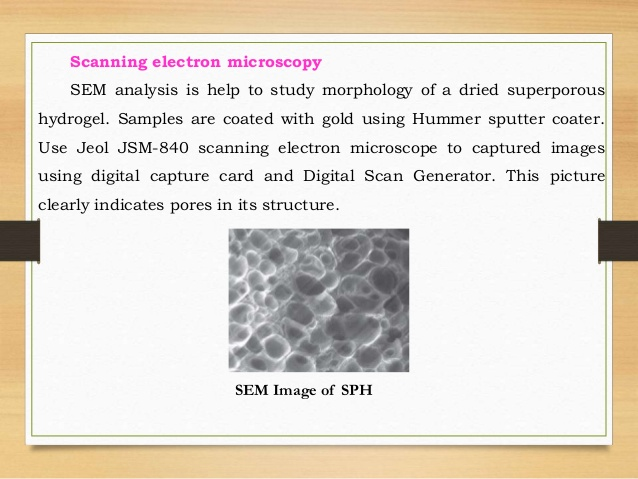 Scanning electron microscopy
SEM analysis is help to study morphology of a dried superporous
hydrogel. Samples are coated with gold using Hummer sputter coater.
Use Jeol JSM-840 scanning electron microscope to captured images
using digital capture card and Digital Scan Generator. This picture
clearly indicates pores in its structure.
SEM Image of SPH